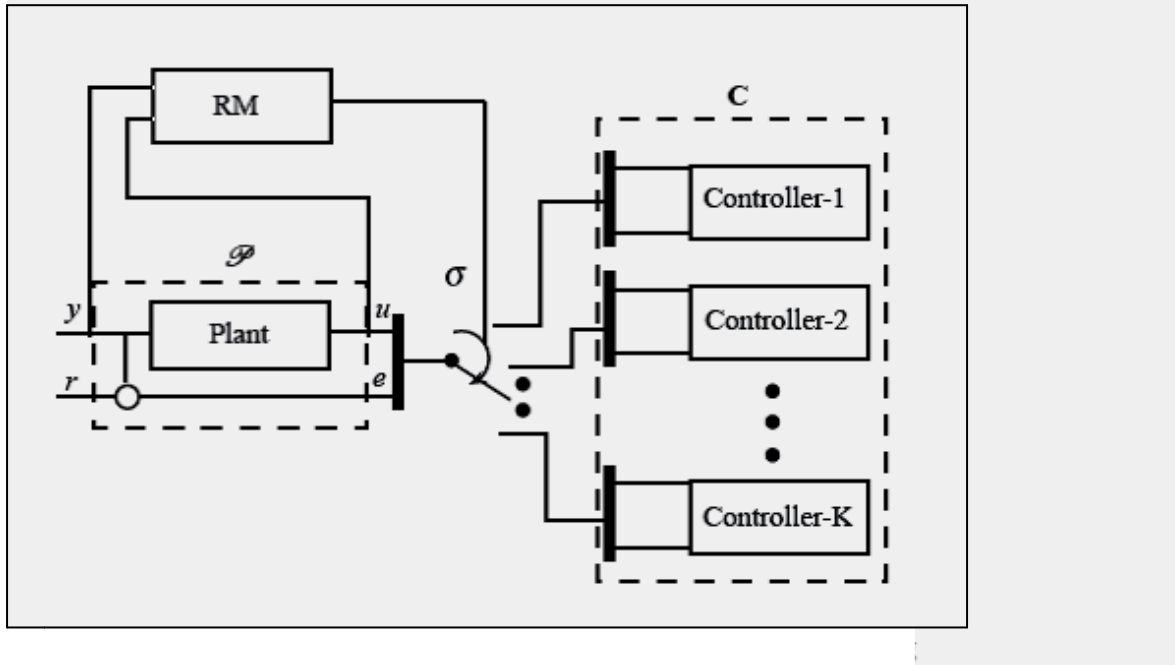 C
RM
Controller-1
𝒫
σ
y
u
Plant
Controller-2
r
e
Controller-K